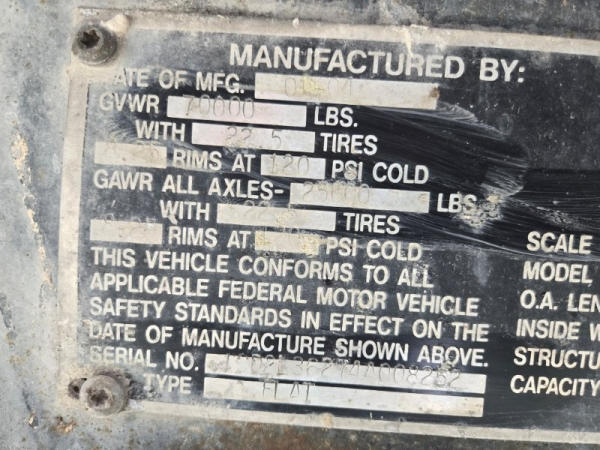 MANUFACTURED BY:
DATE OF MFG.
GVWR 70000 LBS.
WITH 22.5 TIRES
RIMS AT 120 PSI COLD
GAWR ALL AXLES- LBS
WITH TIRES
RIMS AT PSI COLD
THIS VEHICLE CONFORMS TO ALL
APPLICABLE FEDERAL MOTOR VEHICLE
SAFETY STANDARDS IN EFFECT ON THE
DATE OF MANUFACTURE SHOWN ABOVE.
SERIAL NO.
TYPE FLAT
SCALE
MODEL
O.A. LEN
INSIDE W
STRUCTU
CAPACITY